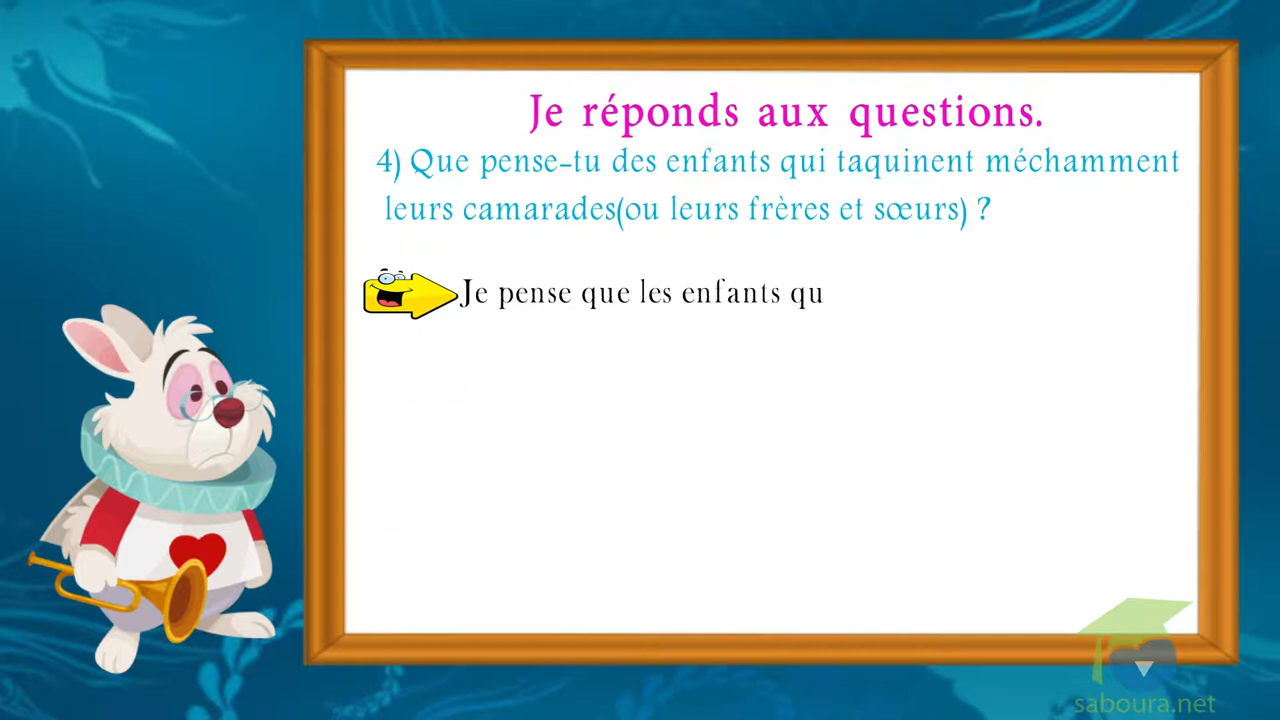 Je réponds aux questions.
4) Que pense-tu des enfants qui taquinent méchamment
leurs camarades(ou leurs frères et sœurs) ?
Je pense que les enfants qu
saboura.net